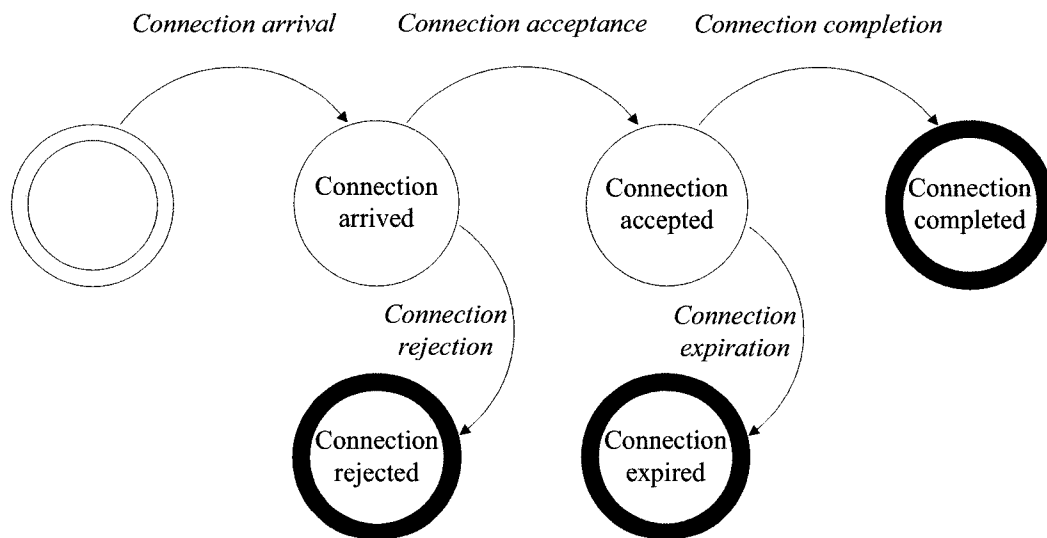 Connection arrival
Connection acceptance
Connection completion
Connection
arrived
Connection
accepted
Connection
completed
Connection
rejection
Connection
expiration
Connection
rejected
Connection
expired